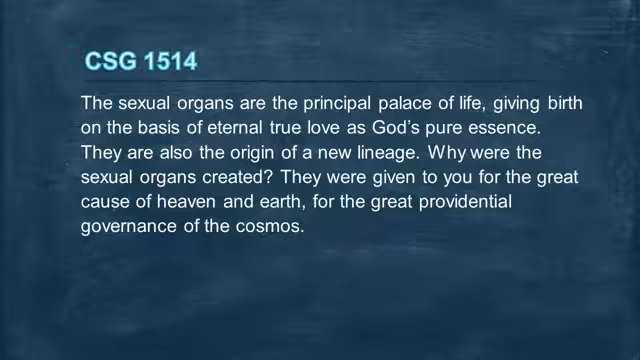 CSG 1514
The sexual organs are the principal palace of life, giving birth
on the basis of eternal true love as God's pure essence.
They are also the origin of a new lineage. Why were the
sexual organs created? They were given to you for the great
cause of heaven and earth, for the great providential
governance of the cosmos.